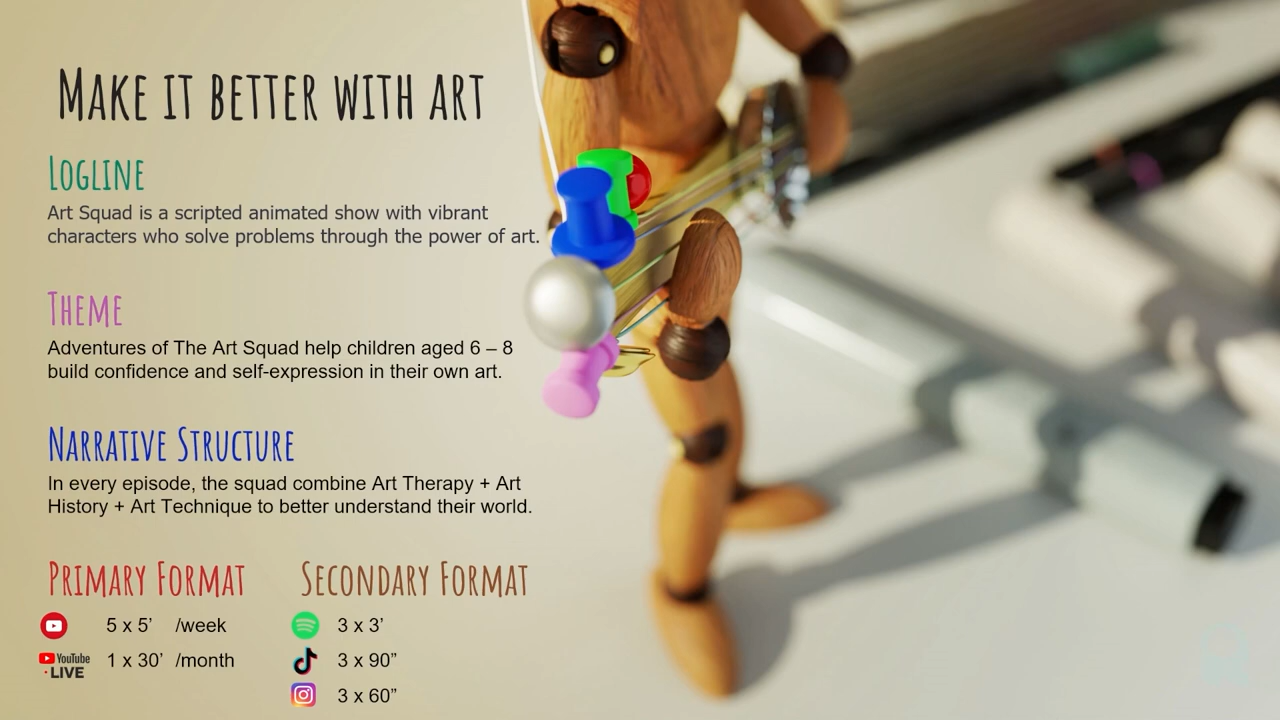 Make it better with art
Logline
Art Squad is a scripted animated show with vibrant
characters who solve problems through the power of art.
Theme
Adventures of The Art Squad help children aged 6 – 8
build confidence and self-expression in their own art.
Narrative Structure
In every episode, the squad combine Art Therapy + Art
History + Art Technique to better understand their world.
Primary Format
Secondary Format
5 x 5’ /week
3 x 3’
YouTube
LIVE
1 x 30’ /month
3 x 90”
3 x 60”